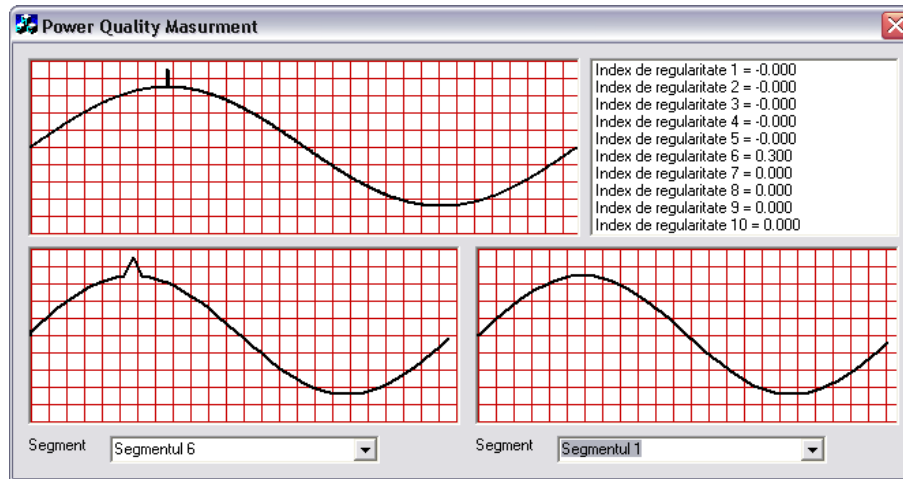 Power Quality Masurment
Index de regularitate 1 = -0.000
Index de regularitate 2 = -0.000
Index de regularitate 3 = -0.000
Index de regularitate 4 = -0.000
Index de regularitate 5 = -0.000
Index de regularitate 6 = 0.300
Index de regularitate 7 = 0.000
Index de regularitate 8 = 0.000
Index de regularitate 9 = 0.000
Index de regularitate 10 = 0.000
Segment Segmentul 6 Segment Segmentul 1